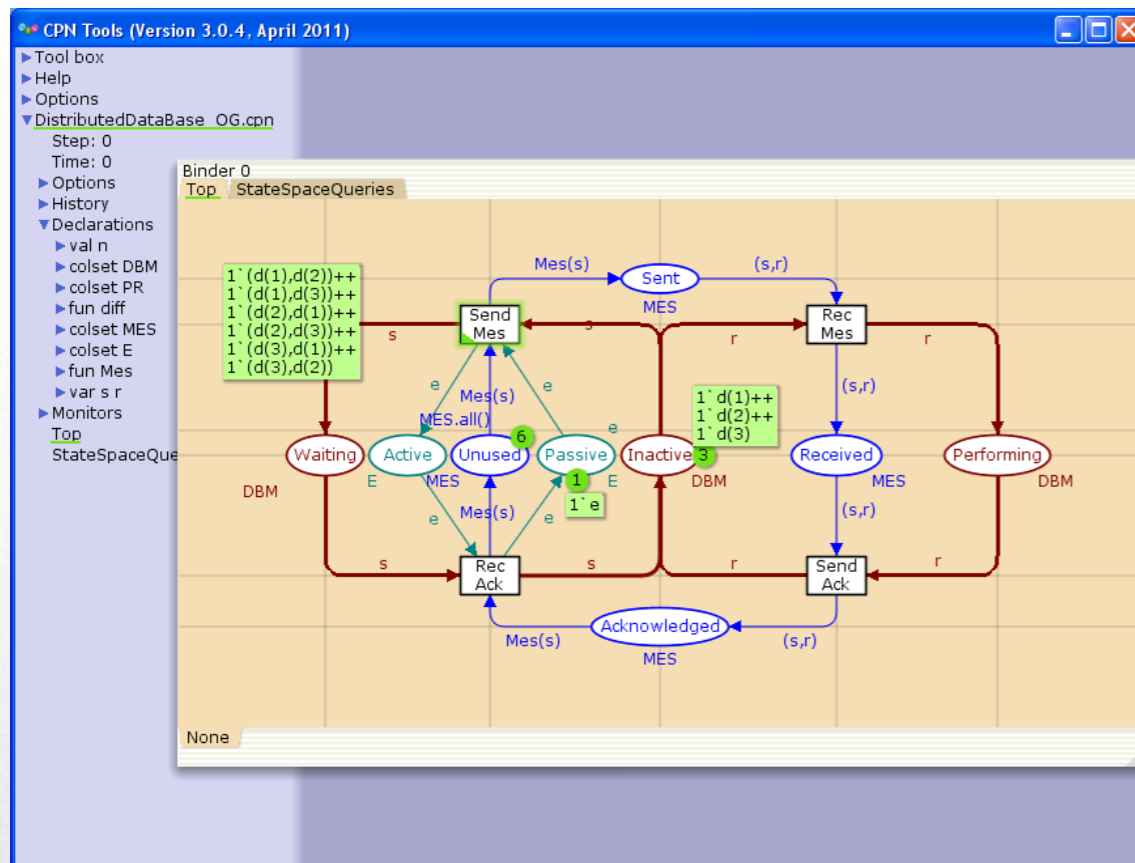 CPN Tools (Version 3.0.4, April 2011)
Tool box
Help
Options
DistributedDataBase_OG.cpn
Step: 0
Time: 0
Options
History
Declarations
val n
colset DBM
colset PR
fun diff
colset MES
colset E
fun Mes
var s r
Monitors
Top
StateSpaceQue
Binder 0
Top StateSpaceQueries
1`(d(1),d(2))++
1`(d(1),d(3))++
1`(d(2),d(1))++
1`(d(2),d(3))++
1`(d(3),d(1))++
1`(d(3),d(2))
Mes(s)
Sent
MES
(s,r)
Send
Mes
Rec
Mes
s
s
r
r
e
Mes(s)
e
(s,r)
MES.all()
e
1`d(1)++
1`d(2)++
1`d(3)
Waiting
DBM
Active
E
Unused
6
MES
Passive
1
E
1`e
Inactive
3
DBM
Received
MES
Performing
DBM
e
Mes(s)
e
(s,r)
s
Rec
Ack
s
r
Send
Ack
r
Mes(s)
Acknowledged
MES
(s,r)
None